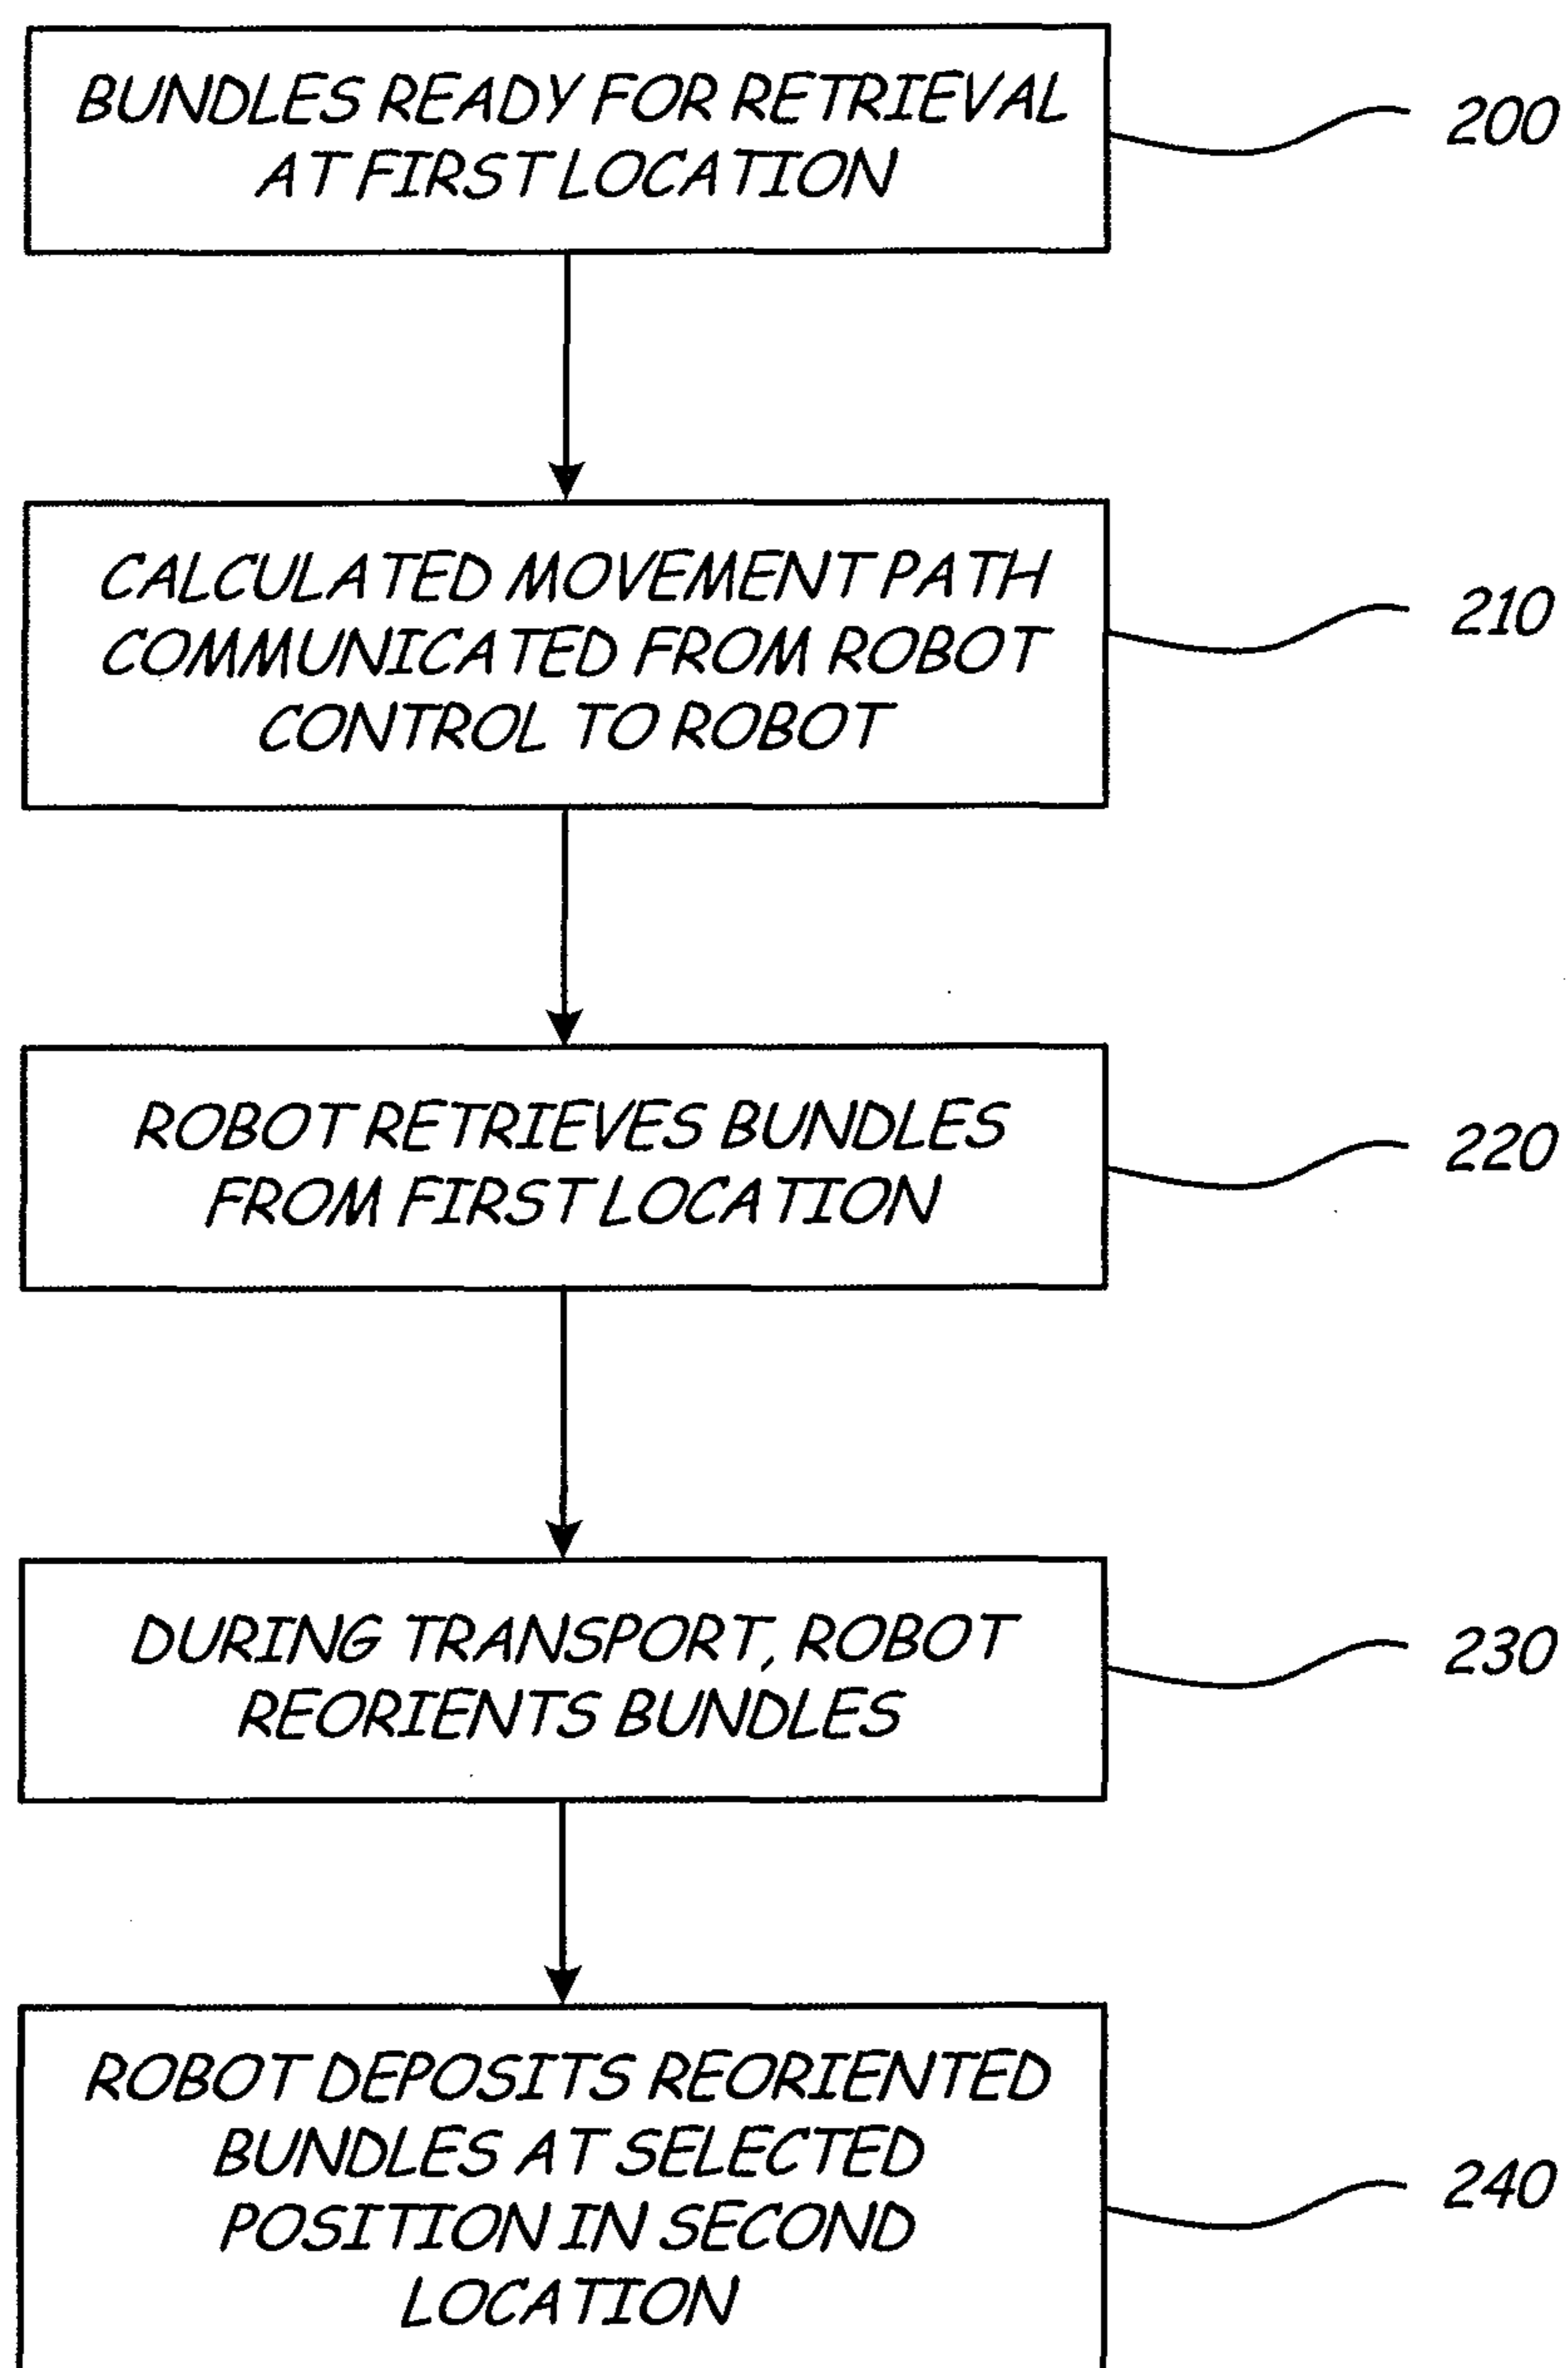 BUNDLES READY FOR RETRIEVAL
AT FIRST LOCATION
200
CALCULATED MOVEMENT PATH
COMMUNICATED FROM ROBOT
CONTROL TO ROBOT
210
ROBOT RETRIEVES BUNDLES
FROM FIRST LOCATION
220
DURING TRANSPORT, ROBOT
REORIENTS BUNDLES
230
ROBOT DEPOSITS REORIENTED
BUNDLES AT SELECTED
POSITION IN SECOND
LOCATION
240